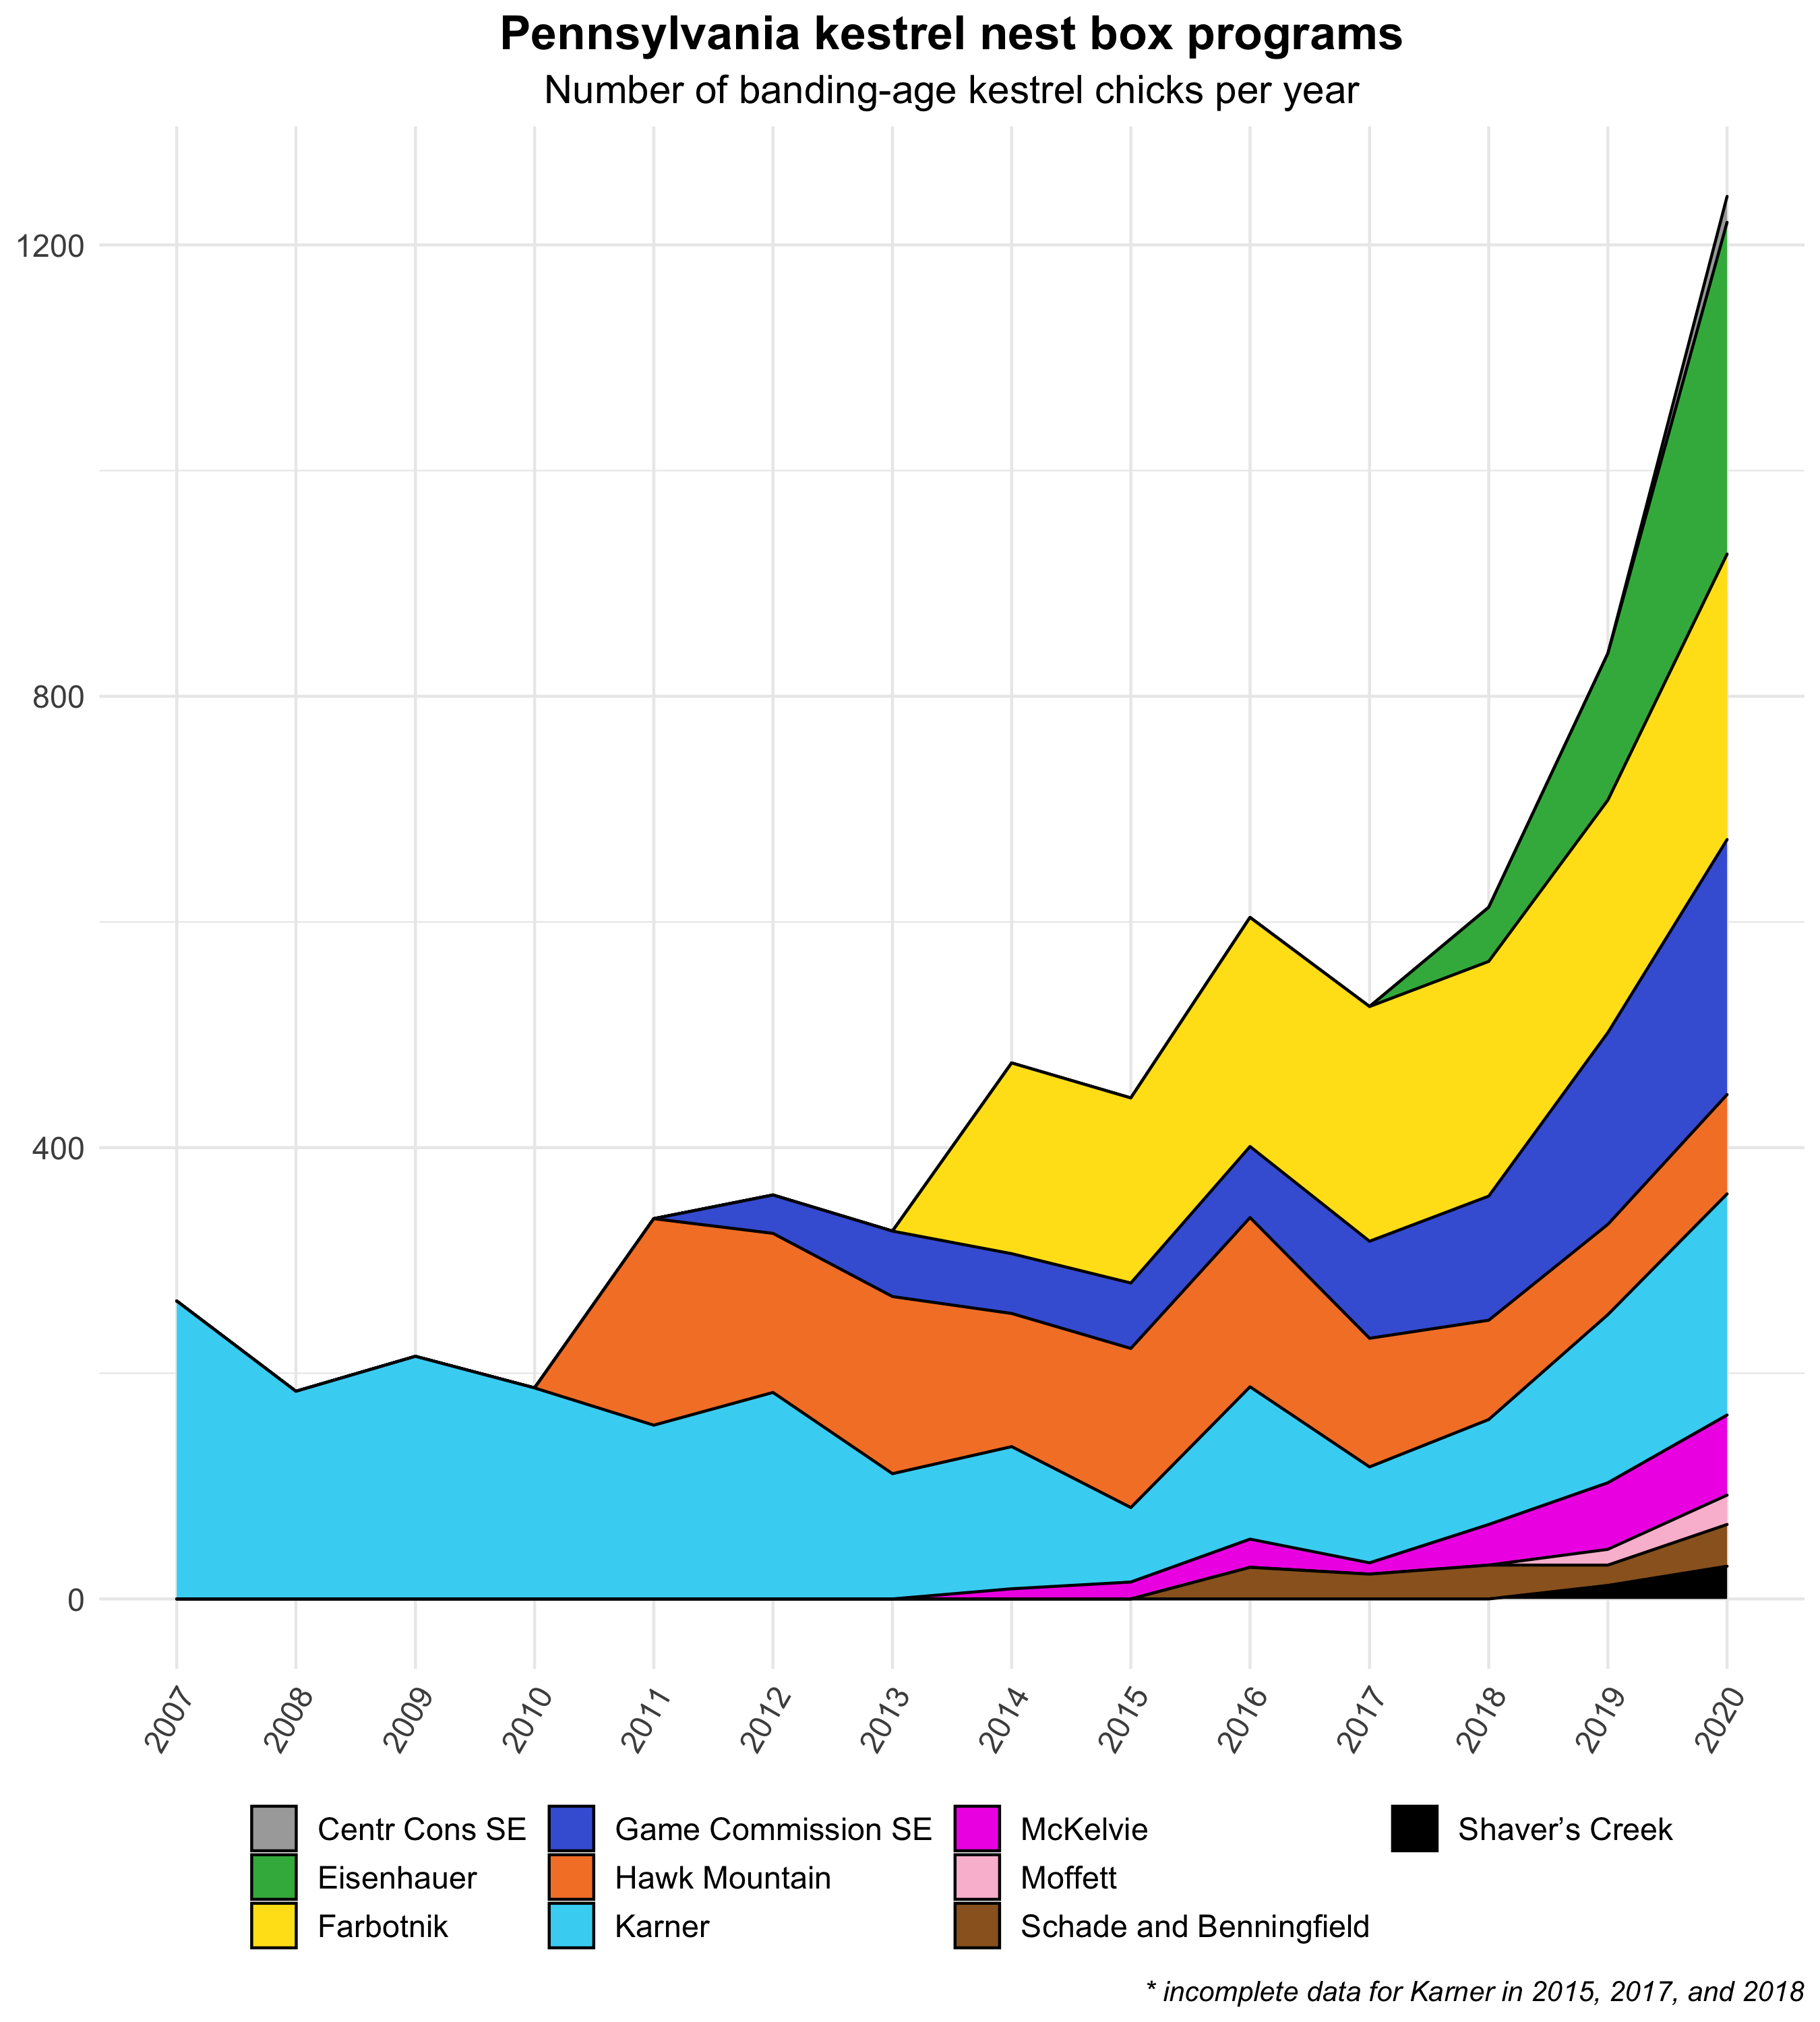 Pennsylvania kestrel nest box programs
Number of banding-age kestrel chicks per year
1200
800
400
0
2007 2008 2009 2010 2011 2012 2013 2014 2015 2016 2017 2018 2019 2020
Centr Cons SE Game Commission SE McKelvie Shaver’s Creek
Eisenhauer Hawk Mountain Moffett
Farbotnik Karner Schade and Benningfield
* incomplete data for Karner in 2015, 2017, and 2018